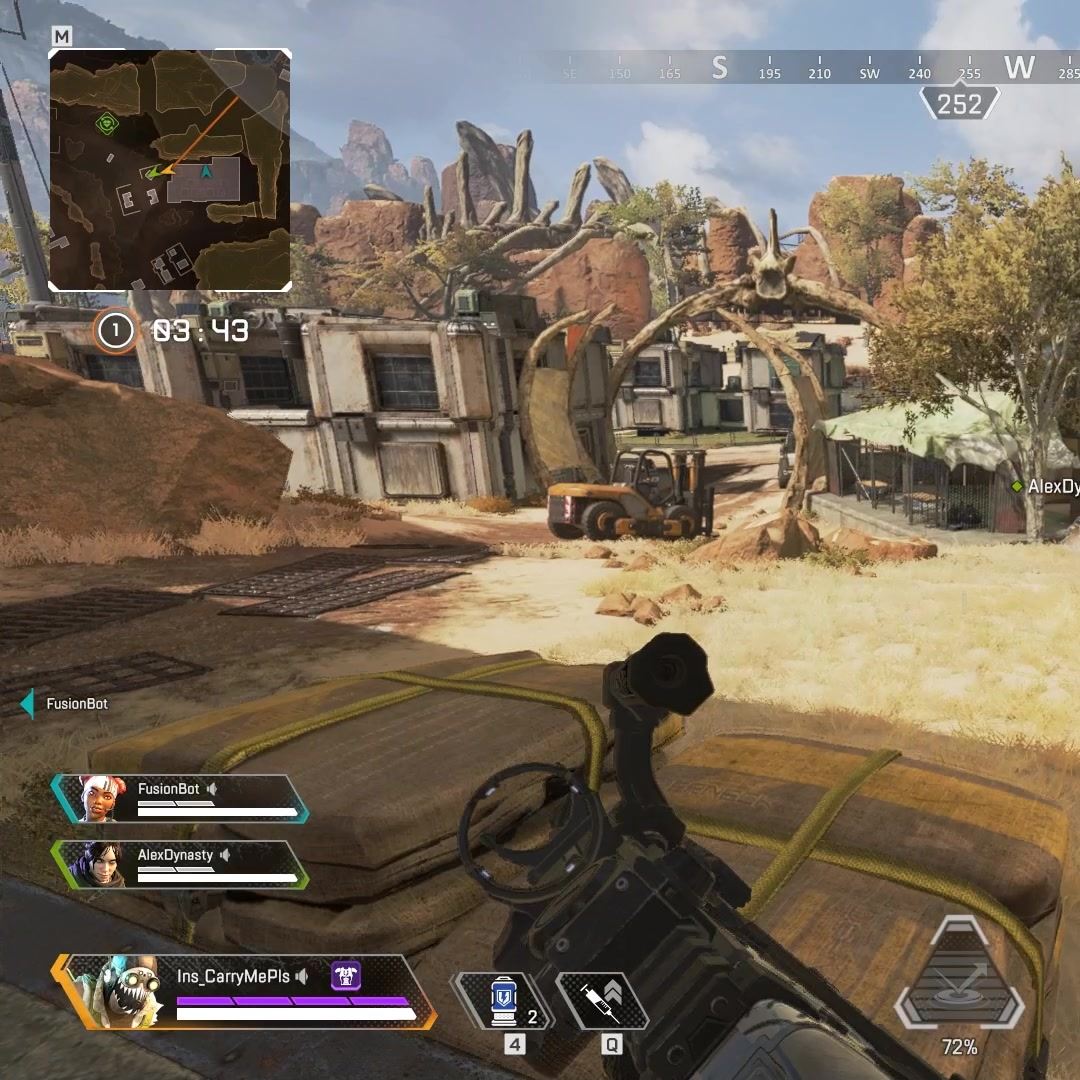 M
SE 150 165 S 195 210 SW 240 255 W 285
252
1 03:43
AlexDy
FusionBot
FusionBot
AlexDynasty
Ins_CarryMePls
2
4 Q
72%